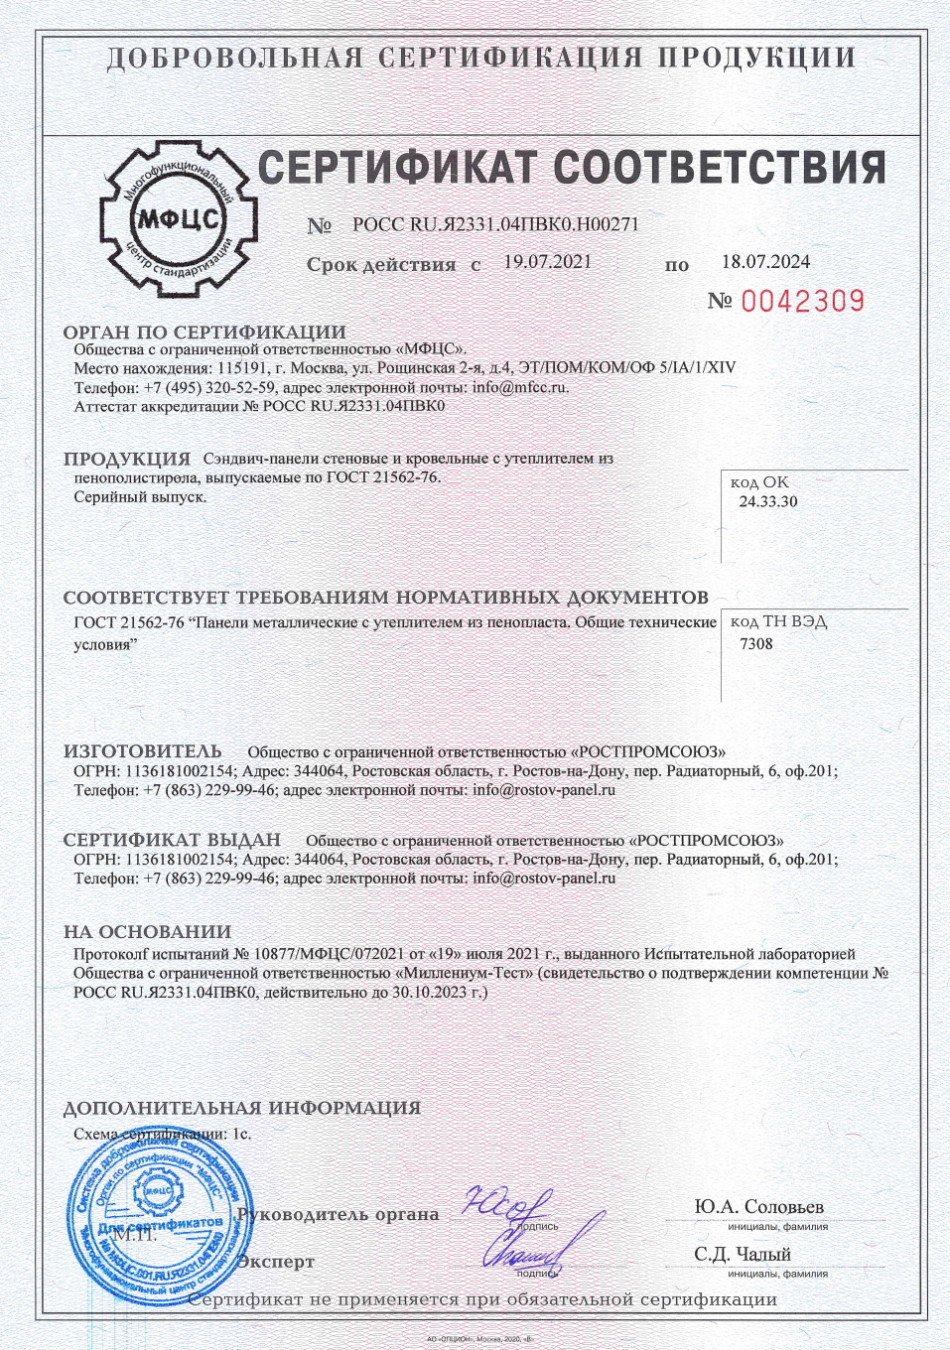 ДОБРОВОЛЬНАЯ СЕРТИФИКАЦИЯ ПРОДУКЦИИ
Многофункциональный
МФЦС
центр стандартизации
СЕРТИФИКАТ СООТВЕТСТВИЯ
№ РОСС RU.Я2331.04ПВК0.Н00271
Срок действия с 19.07.2021 по 18.07.2024
№ 0042309
ОРГАН ПО СЕРТИФИКАЦИИ
Общества с ограниченной ответственностью «МФЦС».
Место нахождения: 115191, г. Москва, ул. Рощинская 2-я, д.4, ЭТ/ПОМ/КОМ/ОФ 5/IA/1/XIV
Телефон: +7 (495) 320-52-59, адрес электронной почты: info@mfcc.ru.
Аттестат аккредитации № РОСС RU.Я2331.04ПВК0
ПРОДУКЦИЯ Сэндвич-панели стеновые и кровельные с утеплителем из
пенополистирола, выпускаемые по ГОСТ 21562-76.
Серийный выпуск.
код ОК
24.33.30
СООТВЕТСТВУЕТ ТРЕБОВАНИЯМ НОРМАТИВНЫХ ДОКУМЕНТОВ
ГОСТ 21562-76 “Панели металлические с утеплителем из пенопласта. Общие технические
условия”
код ТН ВЭД
7308
ИЗГОТОВИТЕЛЬ Общество с ограниченной ответственностью «РОСТПРОМСОЮЗ»
ОГРН: 1136181002154; Адрес: 344064, Ростовская область, г. Ростов-на-Дону, пер. Радиаторный, 6, оф.201;
Телефон: +7 (863) 229-99-46; адрес электронной почты: info@rostov-panel.ru
СЕРТИФИКАТ ВЫДАН Общество с ограниченной ответственностью «РОСТПРОМСОЮЗ»
ОГРН: 1136181002154; Адрес: 344064, Ростовская область, г. Ростов-на-Дону, пер. Радиаторный, 6, оф.201;
Телефон: +7 (863) 229-99-46; адрес электронной почты: info@rostov-panel.ru
НА ОСНОВАНИИ
Протоколf испытаний № 10877/МФЦС/072021 от «19» июля 2021 г., выданного Испытательной лабораторией
Общества с ограниченной ответственностью «Миллениум-Тест» (свидетельство о подтверждении компетенции №
РОСС RU.Я2331.04ПВК0, действительно до 30.10.2023 г.)
ДОПОЛНИТЕЛЬНАЯ ИНФОРМАЦИЯ
Схема сертификации: 1с.
Система добровольной сертификации
Орган по сертификации "МФЦС"
МФЦС
Для сертификатов
"Многофункциональный центр стандартизации"
М.П.
Руководитель органа
подпись
Ю.А. Соловьев
инициалы, фамилия
Эксперт
подпись
С.Д. Чалый
инициалы, фамилия
Сертификат не применяется при обязательной сертификации
АО «ОПЦИОН», Москва, 2020, «В»